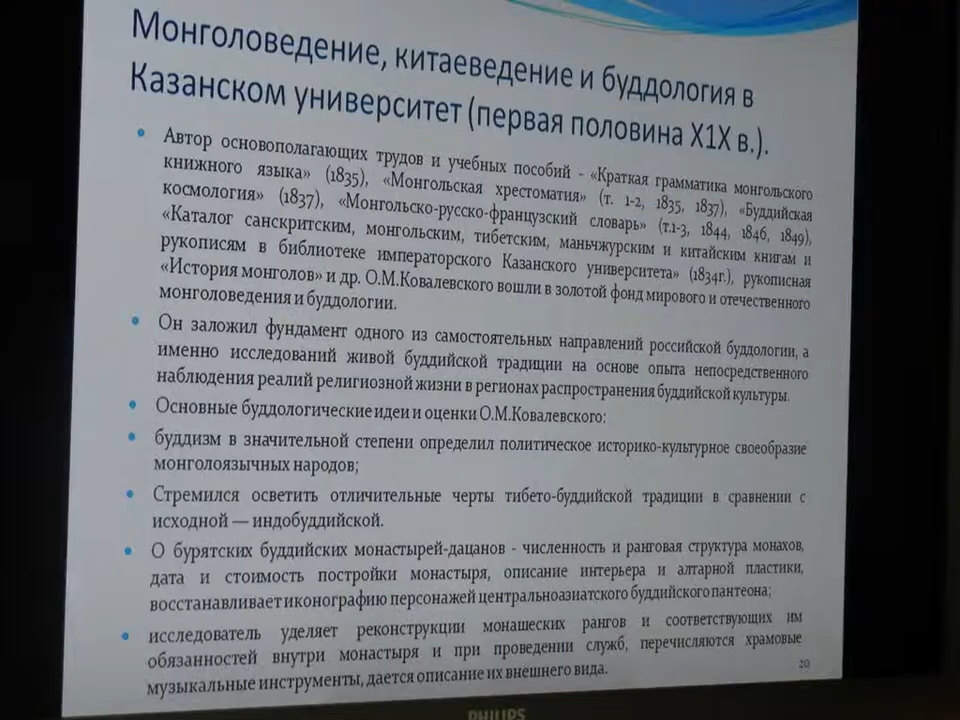 Монголоведение, китаеведение и буддология в
Казанском университет (первая половина Х1Х в.).
• Автор основополагающих трудов и учебных пособий - «Краткая грамматика монгольского
книжного языка» (1835), «Монгольская хрестоматия» (т. 1-2, 1835, 1837), «Буддийская
космология» (1837), «Монгольско-русско-французский словарь» (т.1-3, 1844, 1846, 1849),
«Каталог санскритским, монгольским, тибетским, маньчжурским и китайским книгам и
рукописям в библиотеке императорского Казанского университета» (1834г.), рукописная
«История монголов» и др. О.М.Ковалевского вошли в золотой фонд мирового и отечественного
монголоведения и буддологии.
• Он заложил фундамент одного из самостоятельных направлений российской буддологии, а
именно исследований живой буддийской традиции на основе опыта непосредственного
наблюдения реалий религиозной жизни в регионах распространения буддийской культуры.
• Основные буддологические идеи и оценки О.М.Ковалевского:
• буддизм в значительной степени определил политическое историко-культурное своеобразие
монголоязычных народов;
• Стремился осветить отличительные черты тибето-буддийской традиции в сравнении с
исходной — индобуддийской.
• О бурятских буддийских монастырей-дацанов - численность и ранговая структура монахов,
дата и стоимость постройки монастыря, описание интерьера и алтарной пластики,
восстанавливает иконографию персонажей центральноазиатского буддийского пантеона;
• исследователь уделяет реконструкции монашеских рангов и соответствующих им
обязанностей внутри монастыря и при проведении служб, перечисляются храмовые
музыкальные инструменты, дается описание их внешнего вида.
20
PHILIPS